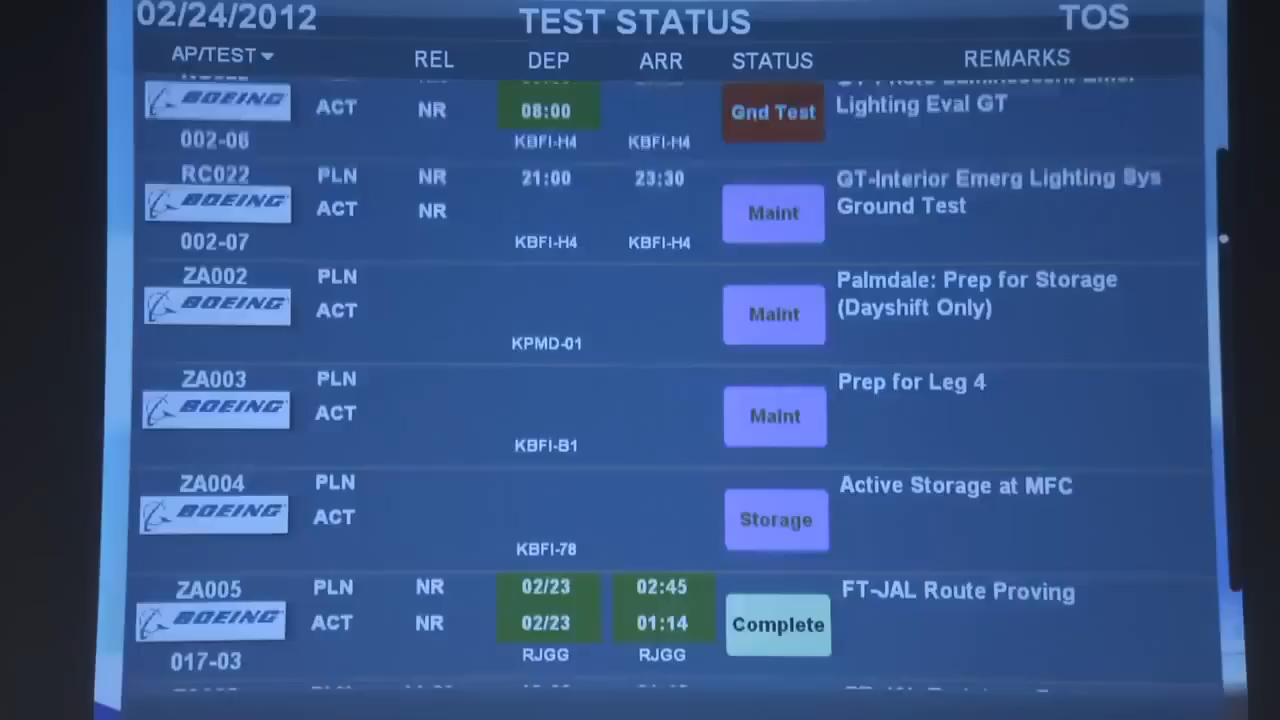 02/24/2012 TEST STATUS TOS
AP/TEST REL DEP ARR STATUS REMARKS
BOEING ACT NR 08:00 Gnd Test Lighting Eval GT
002-06 KBFI-H4 KBFI-H4
RC022 PLN NR 21:00 23:30 GT-Interior Emerg Lighting Sys
BOEING ACT NR Maint Ground Test
002-07 KBFI-H4 KBFI-H4
ZA002 PLN Palmdale: Prep for Storage
BOEING ACT Maint (Dayshift Only)
KPMD-01
ZA003 PLN Prep for Leg 4
BOEING ACT Maint
KBFI-B1
ZA004 PLN Active Storage at MFC
BOEING ACT Storage
KBFI-78
ZA005 PLN NR 02/23 02:45 FT-JAL Route Proving
BOEING ACT NR 02/23 01:14 Complete
017-03 RJGG RJGG